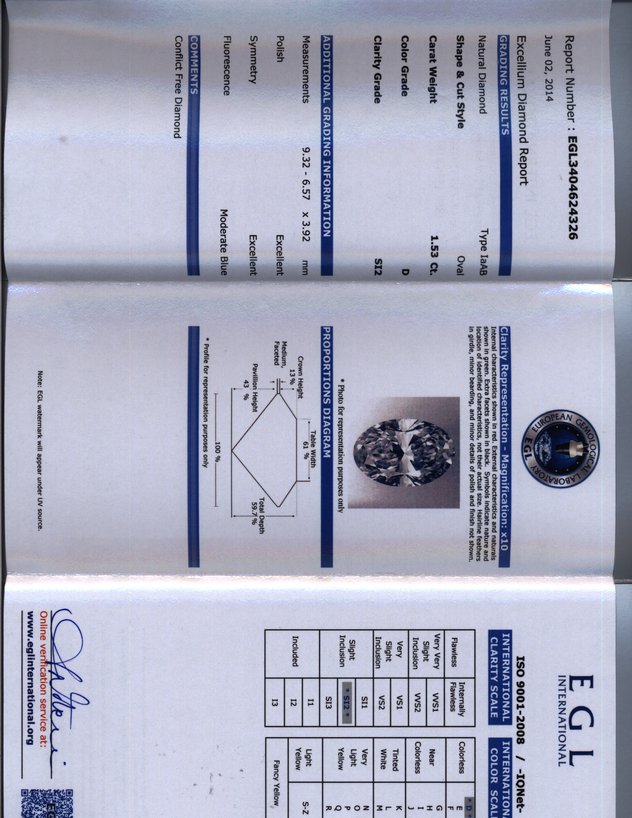 Report Number : EGL3404624326
June 02, 2014
Excellium Diamond Report
GRADING RESULTS
Natural Diamond Type IaAB
Shape & Cut Style Oval
Carat Weight 1.53 Ct.
Color Grade D
Clarity Grade SI2
ADDITIONAL GRADING INFORMATION
Measurements 9.32 - 6.57 x 3.92 mm
Polish Excellent
Symmetry Excellent
Fluorescence Moderate Blue
COMMENTS
Conflict Free Diamond
EUROPEAN GEMOLOGICAL LABORATORY
EGL
Clarity Representation - Magnification: x10
Internal characteristics shown in red. External characteristics and naturals
shown in green. Extra facets shown in black. Symbols indicate nature and
location of identified characteristics, not their actual size. Hairline feathers
in girdle, minor bearding, and minor details of polish and finish not shown.
* Photo for representation purposes only
PROPORTIONS DIAGRAM
Table Width
61 %
Crown Height
13 %
Medium,
Faceted
Pavillion Height
43 %
Total Depth
59.7 %
100 %
* Profile for representation purposes only
Note: EGL watermark will appear under UV source.
EGL
INTERNATIONAL
ISO 9001-2008 / -IQNet-
INTERNATIONAL
CLARITY SCALE
Flawless Internally
Flawless
Very Very
Slight
Inclusion
VVS1
VVS2
Very
Slight
Inclusion
VS1
VS2
Slight
Inclusion
SI1
* SI2 *
SI3
Included
I1
I2
I3
INTERNATION
COLOR SCAL
Colorless
* D *
E
F
Near
Colorless
G
H
I
J
Tinted
White
K
L
M
Very
Light
Yellow
N
O
P
Q
R
Light
Yellow
S-Z
Fancy Yellow
Online verification service at:
www.eglinternational.org